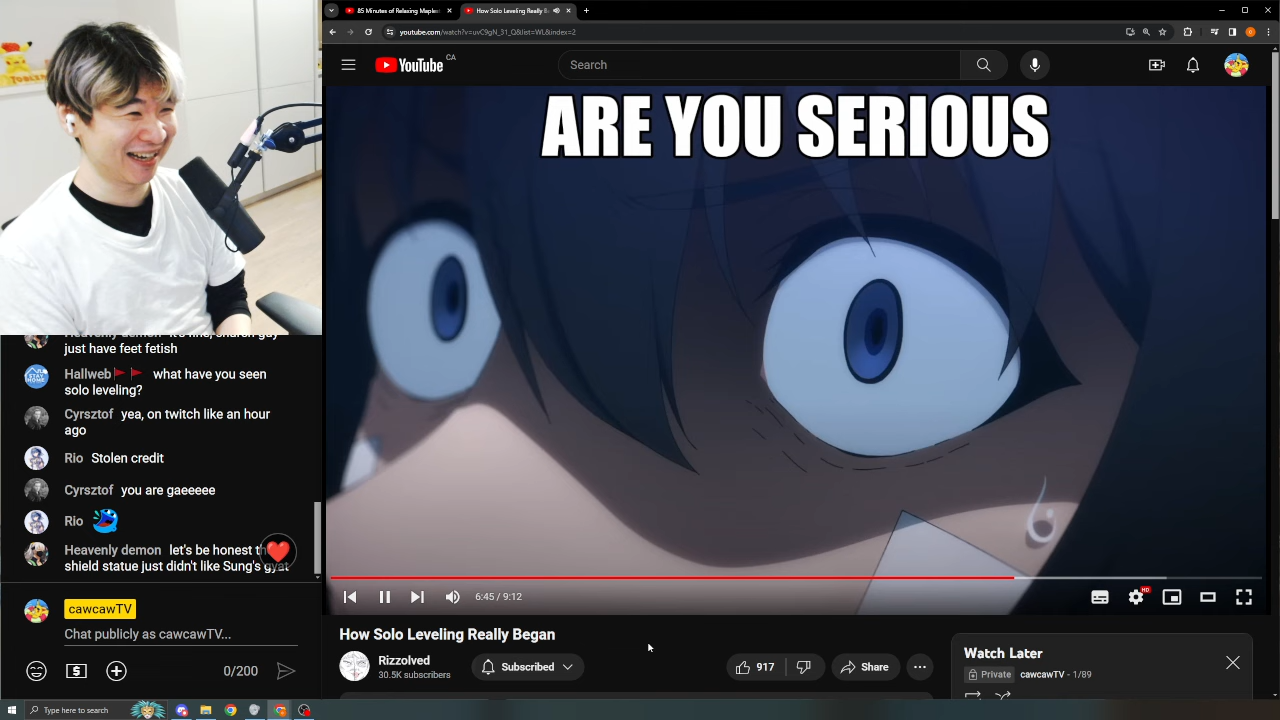 85 Minutes of Relaxing Maples
How Solo Leveling Really B
youtube.com/watch?v=uvC9gN_31_Q&list=WL&index=2
YouTube CA
Search
ARE YOU SERIOUS
just have feet fetish
Hallweb what have you seen
solo leveling?
Cyrsztof yea, on twitch like an hour
ago
Rio Stolen credit
Cyrsztof you are gaeeeee
Rio
Heavenly demon let's be honest
shield statue just didn't like Sung's gyat
cawcawTV
Chat publicly as cawcawTV...
0/200
6:45 / 9:12
HD
How Solo Leveling Really Began
Rizzolved
30.5K subscribers
Subscribed
917
Share
Watch Later
Private cawcawTV - 1/89
Type here to search